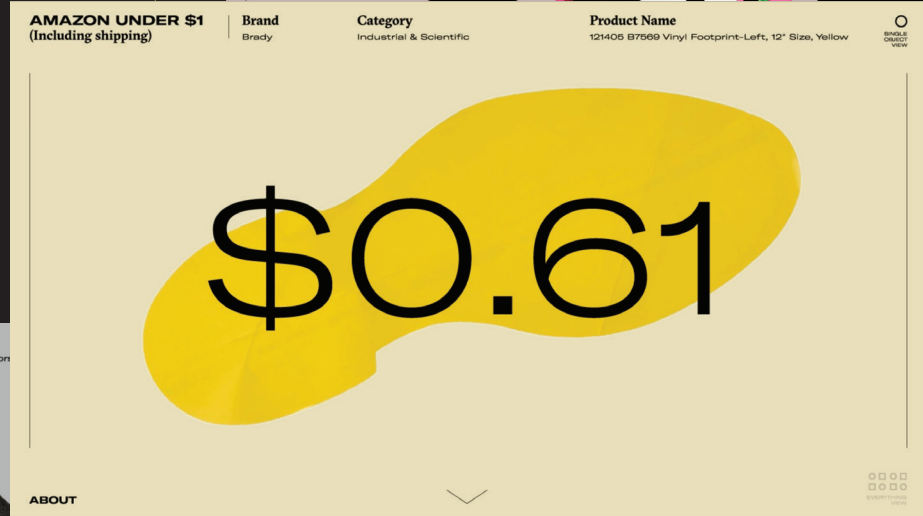 AMAZON UNDER $1
(Including shipping)
Brand
Brady
Category
Industrial & Scientific
Product Name
121405 B7569 Vinyl Footprint-Left, 12" Size, Yellow
SINGLE
OBJECT
VIEW
$0.61
ABOUT
EVERYTHING
VIEW